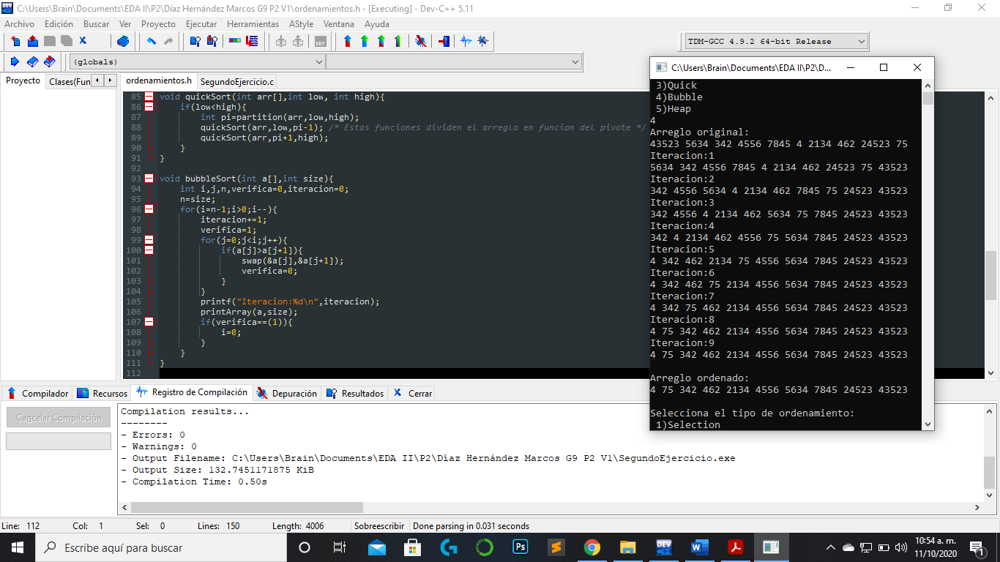 C:\Users\Brain\Documents\EDA II\P2\Díaz Hernández Marcos G9 P2 V1\ordenamientos.h - [Executing] - Dev-C++ 5.11
Archivo Edición Buscar Ver Proyecto Ejecutar Herramientas AStyle Ventana Ayuda
TDM-GCC 4.9.2 64-bit Release
(globals)
Proyecto Clases(Fun
ordenamientos.h SegundoEjercicio.c
85 void quickSort(int arr[],int low, int high){
86 if(low<high){
87 int pi=partition(arr,low,high);
88 quickSort(arr,low,pi-1); /* Estas funciones dividen el arreglo en funcion del pivote */
89 quickSort(arr,pi+1,high);
90 }
91 }
92
93 void bubbleSort(int a[],int size){
94 int i,j,n,verifica=0,iteracion=0;
95 n=size;
96 for(i=n-1;i>0;i--){
97 iteracion+=1;
98 verifica=1;
99 for(j=0;j<i;j++){
100 if(a[j]>a[j+1]){
101 swap(&a[j],&a[j+1]);
102 verifica=0;
103 }
104 }
105 printf("Iteracion:%d\n",iteracion);
106 printArray(a,size);
107 if(verifica==(1)){
108 i=0;
109 }
110 }
111 }
112
C:\Users\Brain\Documents\EDA II\P2\D...
3)Quick
4)Bubble
5)Heap
4
Arreglo original:
43523 5634 342 4556 7845 4 2134 462 24523 75
Iteracion:1
5634 342 4556 7845 4 2134 462 24523 75 43523
Iteracion:2
342 4556 5634 4 2134 462 7845 75 24523 43523
Iteracion:3
342 4556 4 2134 462 5634 75 7845 24523 43523
Iteracion:4
342 4 2134 462 4556 75 5634 7845 24523 43523
Iteracion:5
4 342 462 2134 75 4556 5634 7845 24523 43523
Iteracion:6
4 342 462 75 2134 4556 5634 7845 24523 43523
Iteracion:7
4 342 75 462 2134 4556 5634 7845 24523 43523
Iteracion:8
4 75 342 462 2134 4556 5634 7845 24523 43523
Iteracion:9
4 75 342 462 2134 4556 5634 7845 24523 43523
Arreglo ordenado:
4 75 342 462 2134 4556 5634 7845 24523 43523
Selecciona el tipo de ordenamiento:
1)Selection
Compilador Recursos Registro de Compilación Depuración Resultados Cerrar
Cancelar Compilación
Compilation results...
--------
- Errors: 0
- Warnings: 0
- Output Filename: C:\Users\Brain\Documents\EDA II\P2\Díaz Hernández Marcos G9 P2 V1\SegundoEjercicio.exe
- Output Size: 132.7451171875 KiB
- Compilation Time: 0.50s
Line: 112 Col: 1 Sel: 0 Lines: 150 Length: 4006 Sobreescribir Done parsing in 0.031 seconds
Escribe aquí para buscar
Ps
DEV
10:54 a. m.
11/10/2020
1